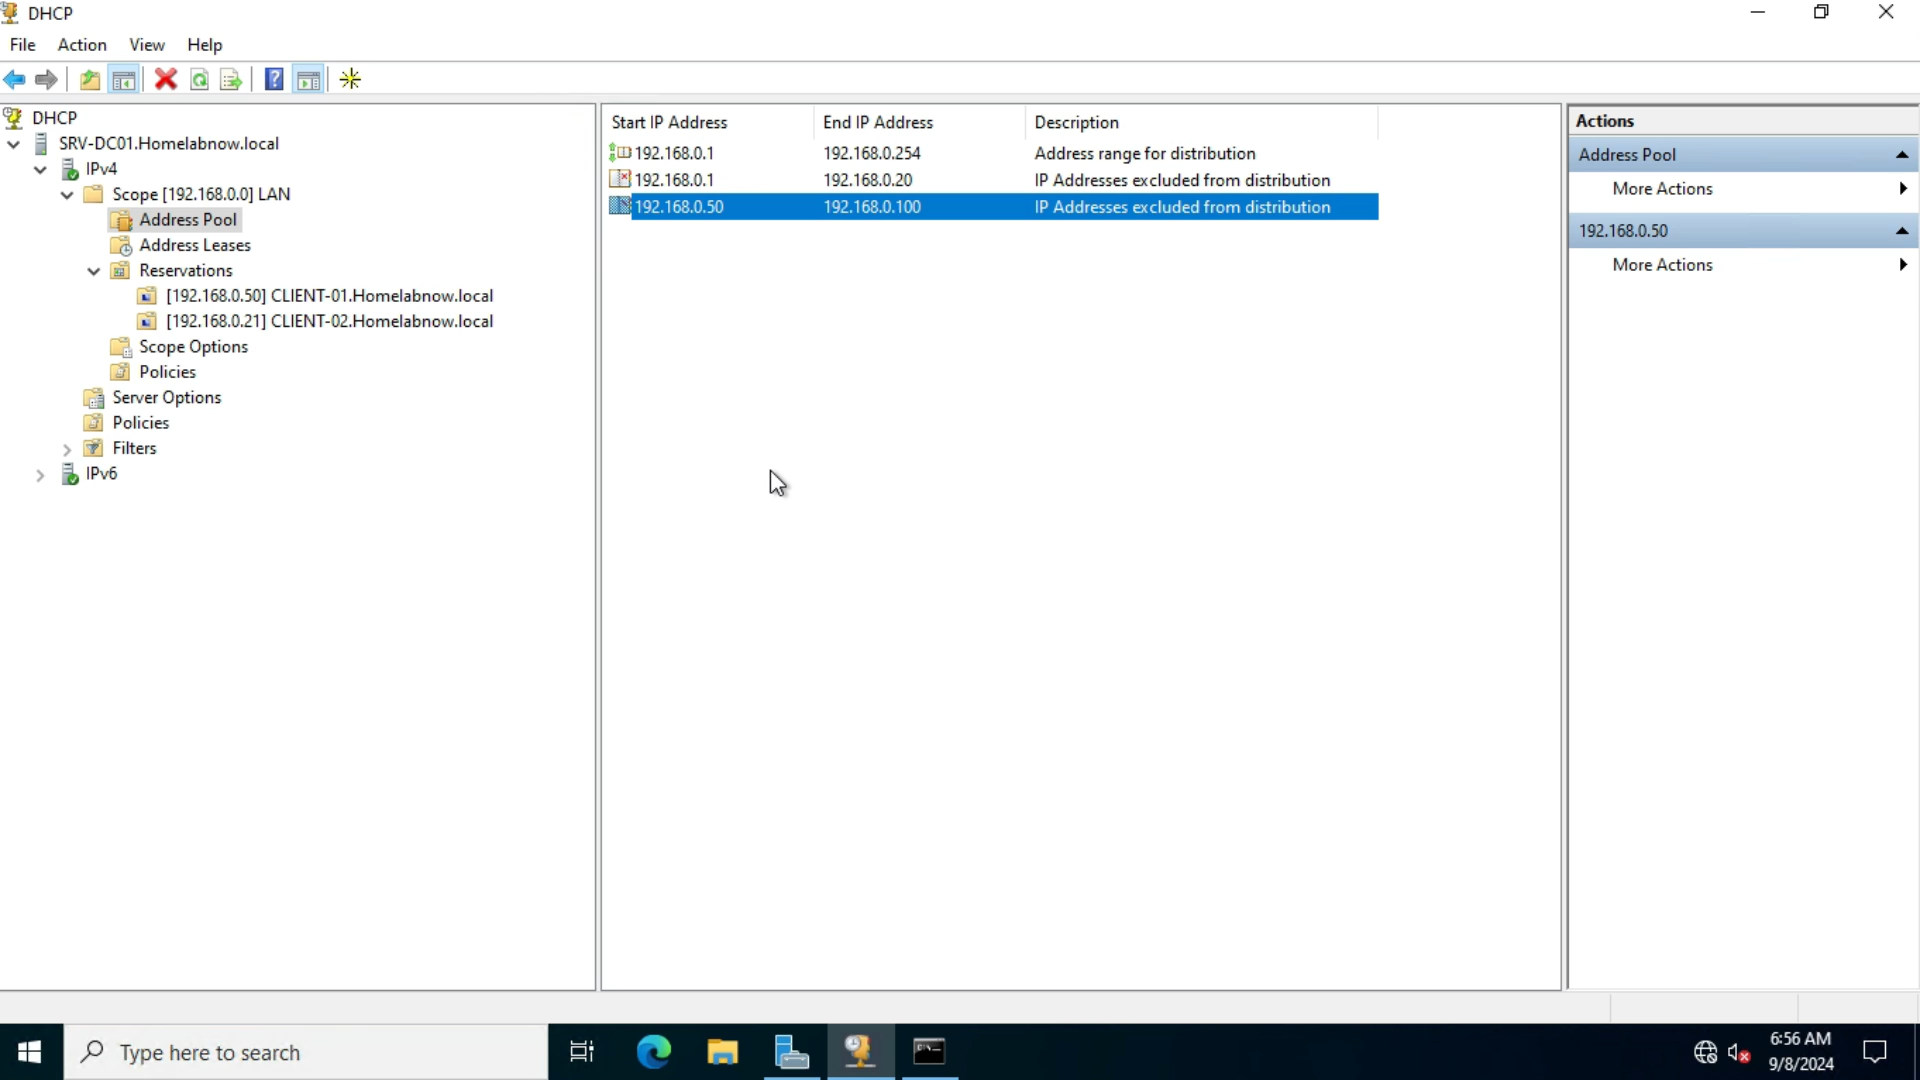 DHCP
File Action View Help
DHCP
SRV-DC01.Homelabnow.local
IPv4
Scope [192.168.0.0] LAN
Address Pool
Address Leases
Reservations
[192.168.0.50] CLIENT-01.Homelabnow.local
[192.168.0.21] CLIENT-02.Homelabnow.local
Scope Options
Policies
Server Options
Policies
Filters
IPv6
Start IP Address End IP Address Description
192.168.0.1 192.168.0.254 Address range for distribution
192.168.0.1 192.168.0.20 IP Addresses excluded from distribution
192.168.0.50 192.168.0.100 IP Addresses excluded from distribution
Actions
Address Pool
More Actions
192.168.0.50
More Actions
Type here to search
6:56 AM
9/8/2024